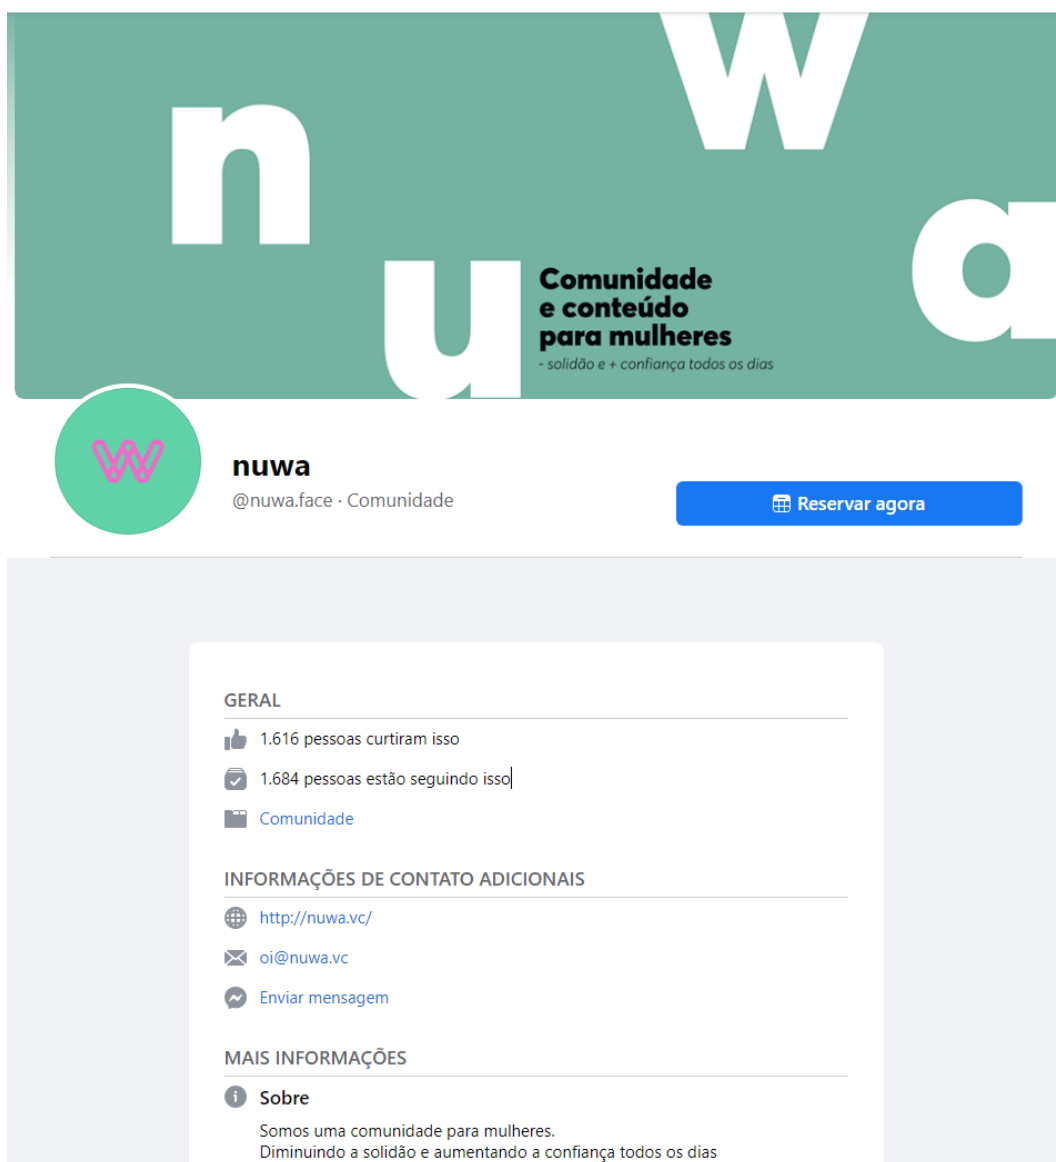 n
u
w
a
Comunidade
e conteúdo
para mulheres
- solidão e + confiança todos os dias
nuwa
@nuwa.face · Comunidade
Reservar agora
GERAL
1.616 pessoas curtiram isso
1.684 pessoas estão seguindo isso
Comunidade
INFORMAÇÕES DE CONTATO ADICIONAIS
http://nuwa.vc/
oi@nuwa.vc
Enviar mensagem
MAIS INFORMAÇÕES
Sobre
Somos uma comunidade para mulheres.
Diminuindo a solidão e aumentando a confiança todos os dias